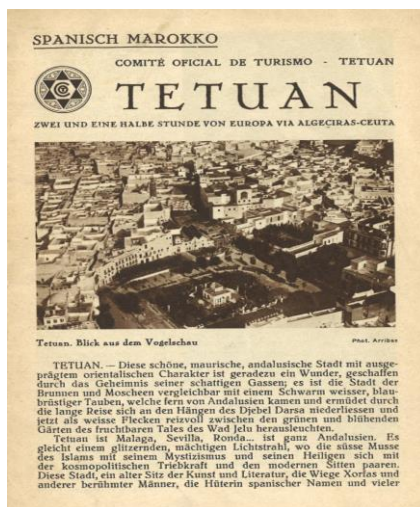 SPANISCH MAROKKO
COMITÉ OFICIAL DE TURISMO - TETUAN
TETUAN
ZWEI UND EINE HALBE STUNDE VON EUROPA VIA ALGEÇIRAS-CEUTA
Tetuan. Blick aus dem Vogelschau
Phot. Arribas
TETUAN. — Diese schöne, maurische, andalusische Stadt mit ausge-
prägtem orientalischen Charakter ist geradezu ein Wunder, geschaffen
durch das Geheimnis seiner schattigen Gassen; es ist die Stadt der
Brunnen und Moscheen vergleichbar mit einem Schwarm weisser, blau-
brüstiger Tauben, welche fern von Andalusien kamen und ermüdet durch
die lange Reise sich an den Hängen des Djebel Darsa niederliessen und
jetzt als weisse Flecken reizvoll zwischen den grünen und blühenden
Gärten des fruchtbaren Tales des Wad Jelu herausleuchten.
Tetuan ist Malaga, Sevilla, Ronda... ist ganz Andalusien. Es
gleicht einem glitzernden, mächtigen Lichtstrahl, wo die süsse Musse
des Islams mit seinem Mystizismus und seinen Heiligen sich mit
der kosmopolitischen Triebkraft und den modernen Sitten paaren.
Diese Stadt, ein alter Sitz der Kunst und Literatur, die Wiege Xorfas und
anderer berühmter Männer, die Hüterin spanischer Namen und vieler